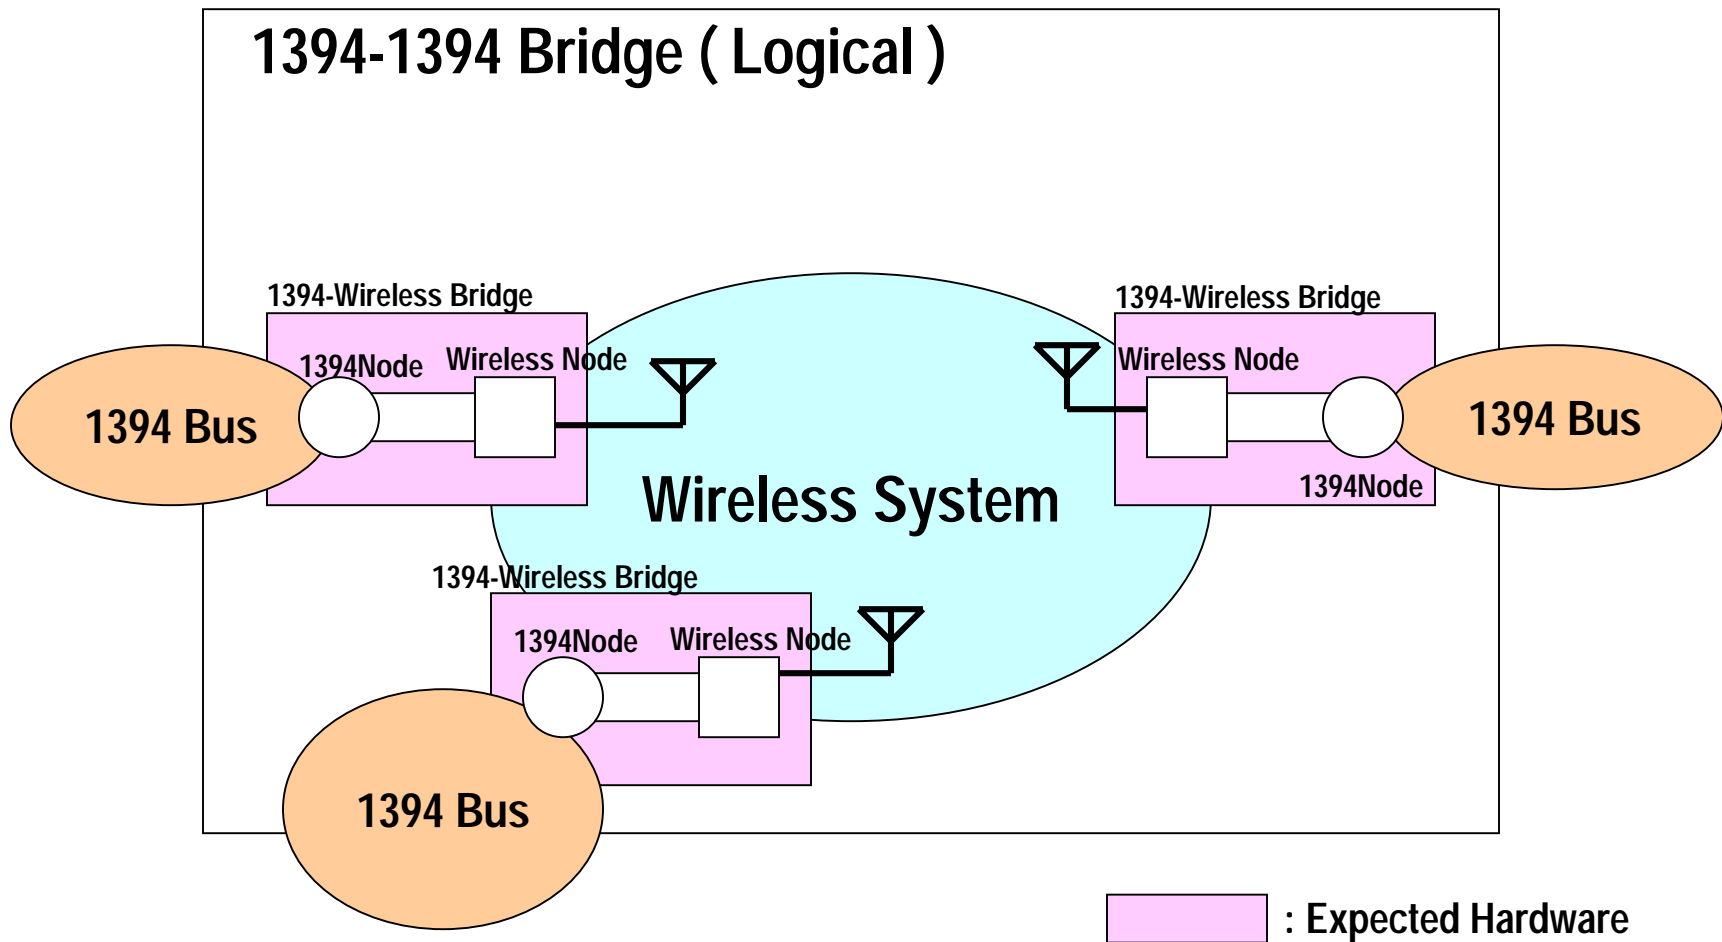 1394-1394 Bridge ( Logical )
1394-Wireless Bridge
1394-Wireless Bridge
1394Node
Wireless Node
Wireless Node
1394 Bus
1394 Bus
1394Node
Wireless System
1394-Wireless Bridge
1394Node
Wireless Node
1394 Bus
: Expected Hardware